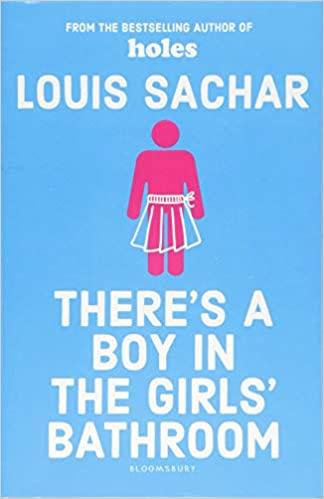 FROM THE BESTSELLING AUTHOR OF
holes
LOUIS SACHAR
THERE'S A
BOY IN
THE GIRLS'
BATHROOM
BLOOMSBURY